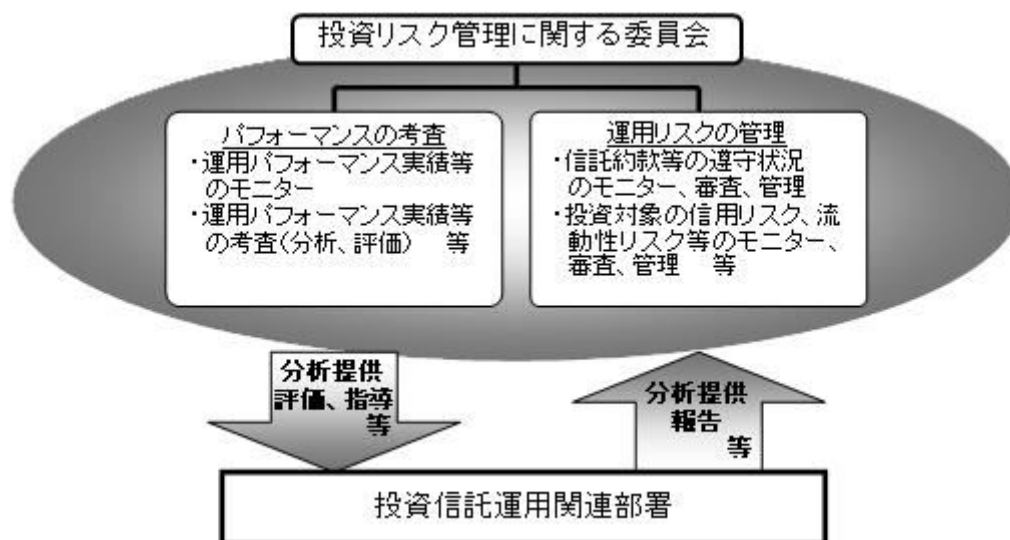 投資リスク管理に関する委員会
パフォーマンスの考査
・運用パフォーマンス実績等
のモニター
・運用パフォーマンス実績等
の考査(分析、評価) 等
運用リスクの管理
・信託約款等の遵守状況
のモニター、審査、管理
・投資対象の信用リスク、流
動性リスク等のモニター、
審査、管理 等
分析提供
評価、指導
等
分析提供
報告
等
投資信託運用関連部署